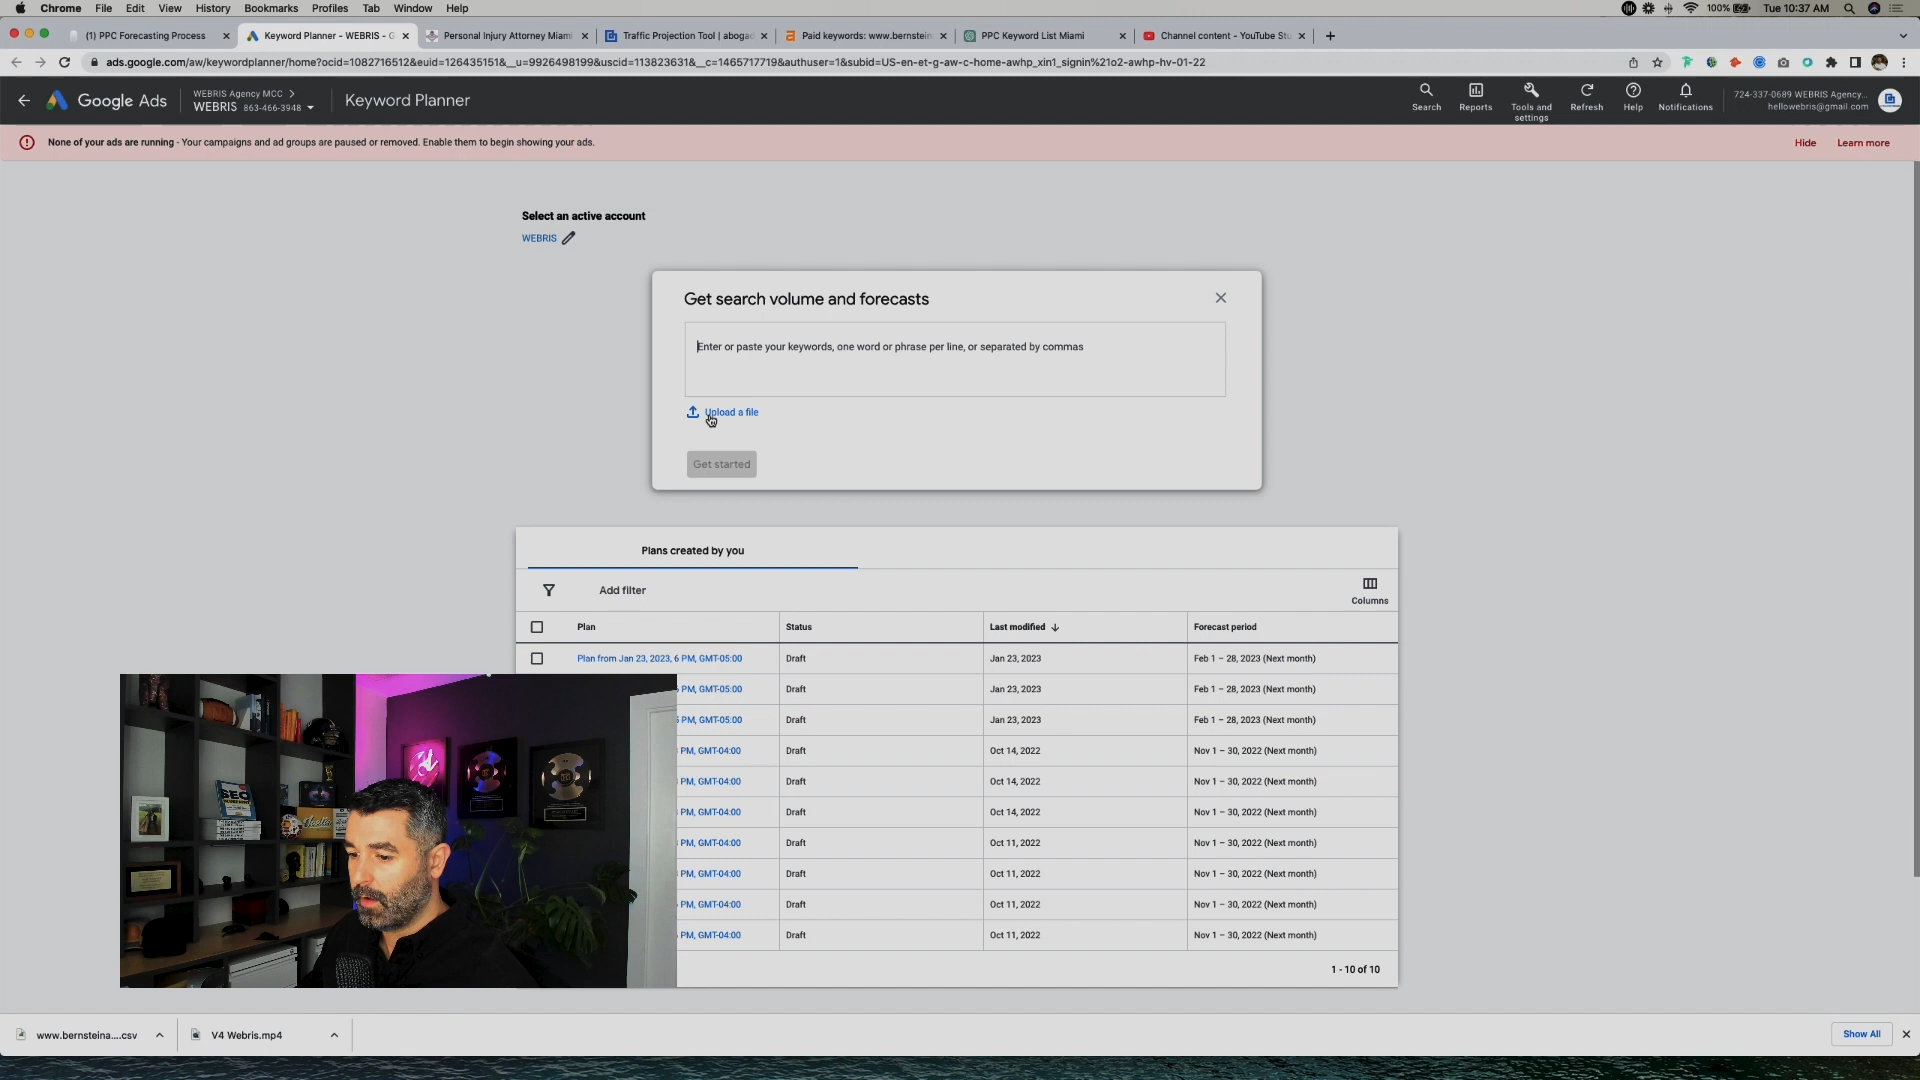 Chrome File Edit View History Bookmarks Profiles Tab Window Help
100% Tue 10:37 AM
(1) PPC Forecasting Process
Keyword Planner - WEBRIS - G
Personal Injury Attorney Miami
Traffic Projection Tool | abogad
Paid keywords: www.bernstein
PPC Keyword List Miami
Channel content - YouTube Stu
ads.google.com/aw/keywordplanner/home?ocid=1082716512&euid=126435151&__u=9926498199&uscid=113823631&__c=1465717719&authuser=1&subid=US-en-et-g-aw-c-home-awhp_xin1_signin%21o2-awhp-hv-01-22
Google Ads
WEBRIS Agency MCC
WEBRIS 863-466-3948
Keyword Planner
Search
Reports
Tools and
settings
Refresh
Help
Notifications
724-337-0689 WEBRIS Agency...
hellowebris@gmail.com
None of your ads are running - Your campaigns and ad groups are paused or removed. Enable them to begin showing your ads.
Hide
Learn more
Select an active account
WEBRIS
Get search volume and forecasts
Enter or paste your keywords, one word or phrase per line, or separated by commas
Upload a file
Get started
Plans created by you
Add filter
Columns
Plan Status Last modified Forecast period
Plan from Jan 23, 2023, 6 PM, GMT-05:00 Draft Jan 23, 2023 Feb 1 – 28, 2023 (Next month)
PM, GMT-05:00 Draft Jan 23, 2023 Feb 1 – 28, 2023 (Next month)
PM, GMT-05:00 Draft Jan 23, 2023 Feb 1 – 28, 2023 (Next month)
PM, GMT-04:00 Draft Oct 14, 2022 Nov 1 – 30, 2022 (Next month)
PM, GMT-04:00 Draft Oct 14, 2022 Nov 1 – 30, 2022 (Next month)
PM, GMT-04:00 Draft Oct 14, 2022 Nov 1 – 30, 2022 (Next month)
PM, GMT-04:00 Draft Oct 11, 2022 Nov 1 – 30, 2022 (Next month)
PM, GMT-04:00 Draft Oct 11, 2022 Nov 1 – 30, 2022 (Next month)
PM, GMT-04:00 Draft Oct 11, 2022 Nov 1 – 30, 2022 (Next month)
PM, GMT-04:00 Draft Oct 11, 2022 Nov 1 – 30, 2022 (Next month)
1 - 10 of 10
SEO
www.bernsteina....csv
V4 Webris.mp4
Show All